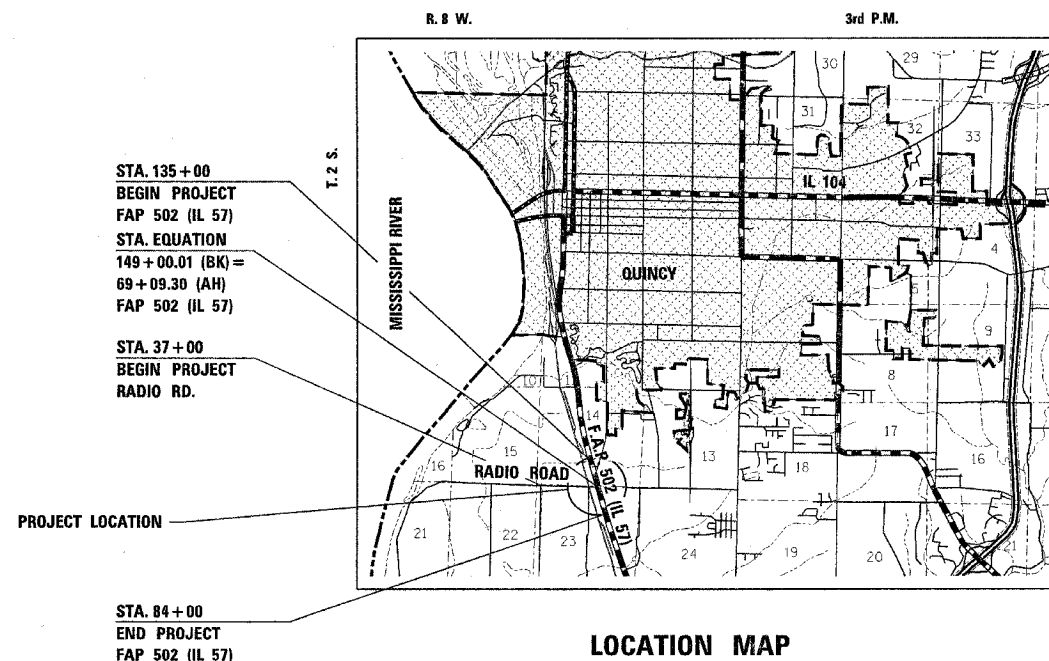 R. 8 W.
3rd P.M.
T. 2 S.
STA. 135+00
BEGIN PROJECT
FAP 502 (IL 57)
STA. EQUATION
149+00.01 (BK)=
69+09.30 (AH)
FAP 502 (IL 57)
STA. 37+00
BEGIN PROJECT
RADIO RD.
PROJECT LOCATION
STA. 84+00
END PROJECT
FAP 502 (IL 57)
MISSISSIPPI RIVER
QUINCY
IL 104
RADIO ROAD
F.A.P. 502 (IL 57)
30
29
31
32
33
4
5
9
8
10
14
15
16
13
17
18
16
21
22
23
24
19
20
21
LOCATION MAP